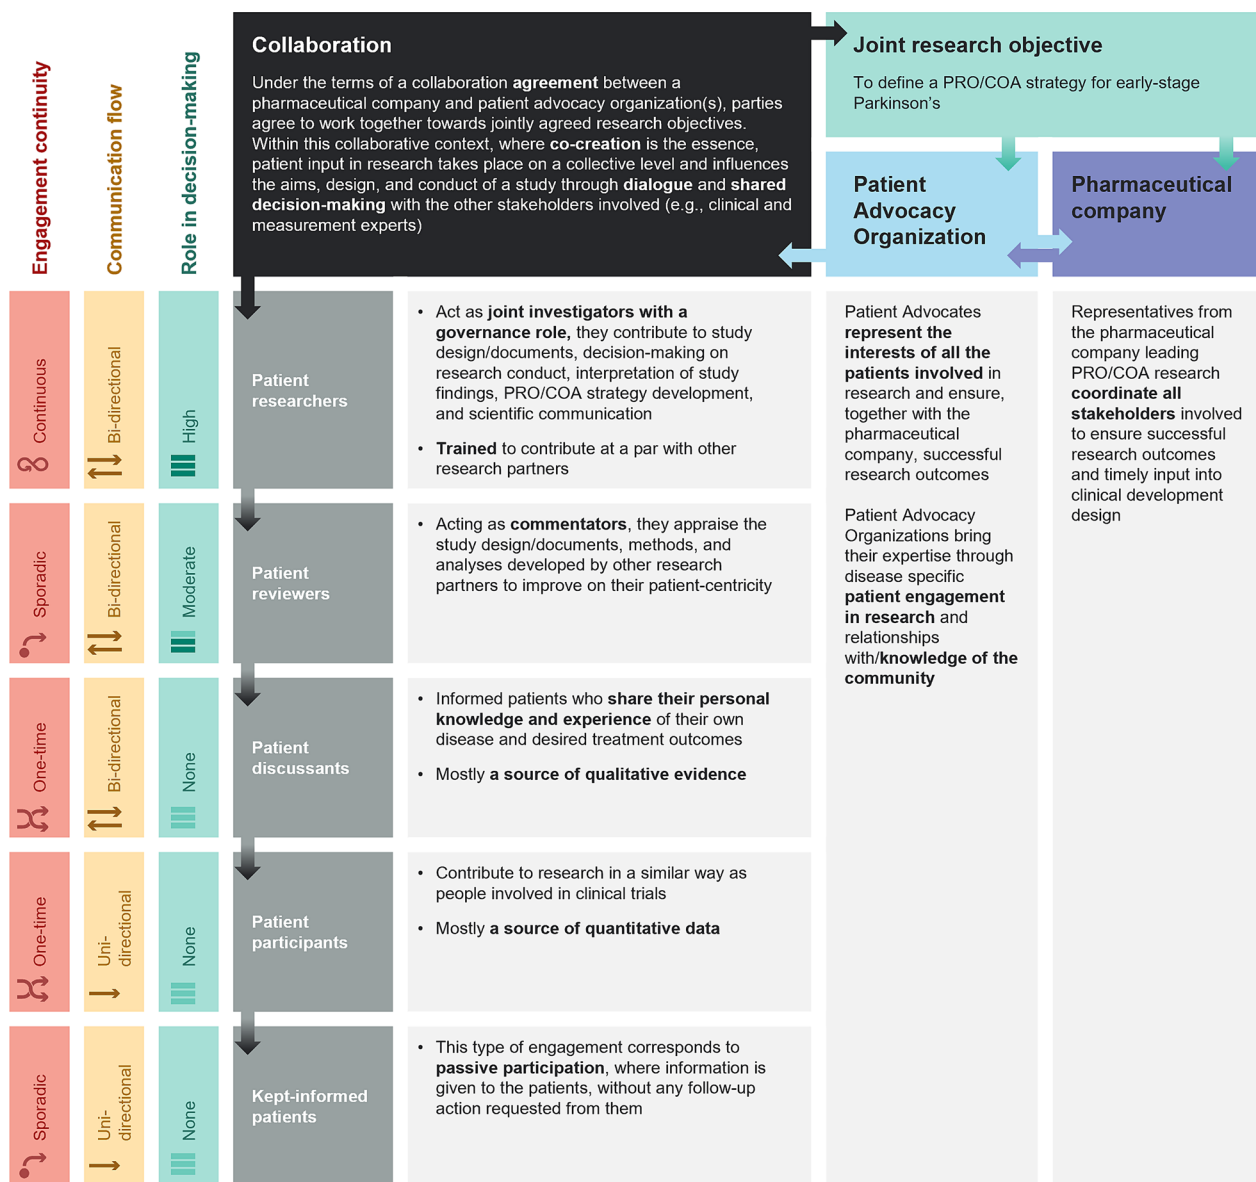 Engagement continuity
Communication flow
Role in decision-making
Collaboration
Under the terms of a collaboration agreement between a
pharmaceutical company and patient advocacy organization(s), parties
agree to work together towards jointly agreed research objectives.
Within this collaborative context, where co-creation is the essence,
patient input in research takes place on a collective level and influences
the aims, design, and conduct of a study through dialogue and shared
decision-making with the other stakeholders involved (e.g., clinical and
measurement experts)
Joint research objective
To define a PRO/COA strategy for early-stage
Parkinson's
Patient
Advocacy
Organization
Pharmaceutical
company
Continuous
Bi-directional
High
Patient
researchers
• Act as joint investigators with a
governance role, they contribute to study
design/documents, decision-making on
research conduct, interpretation of study
findings, PRO/COA strategy development,
and scientific communication
• Trained to contribute at a par with other
research partners
Patient Advocates
represent the
interests of all the
patients involved in
research and ensure,
together with the
pharmaceutical
company, successful
research outcomes
Patient Advocacy
Organizations bring
their expertise through
disease specific
patient engagement
in research and
relationships
with/knowledge of the
community
Representatives from
the pharmaceutical
company leading
PRO/COA research
coordinate all
stakeholders involved
to ensure successful
research outcomes
and timely input into
clinical development
design
Sporadic
Bi-directional
Moderate
Patient
reviewers
• Acting as commentators, they appraise the
study design/documents, methods, and
analyses developed by other research
partners to improve on their patient-centricity
One-time
Bi-directional
None
Patient
discussants
• Informed patients who share their personal
knowledge and experience of their own
disease and desired treatment outcomes
• Mostly a source of qualitative evidence
One-time
Uni-
directional
None
Patient
participants
• Contribute to research in a similar way as
people involved in clinical trials
• Mostly a source of quantitative data
Sporadic
Uni-
directional
None
Kept-informed
patients
• This type of engagement corresponds to
passive participation, where information is
given to the patients, without any follow-up
action requested from them